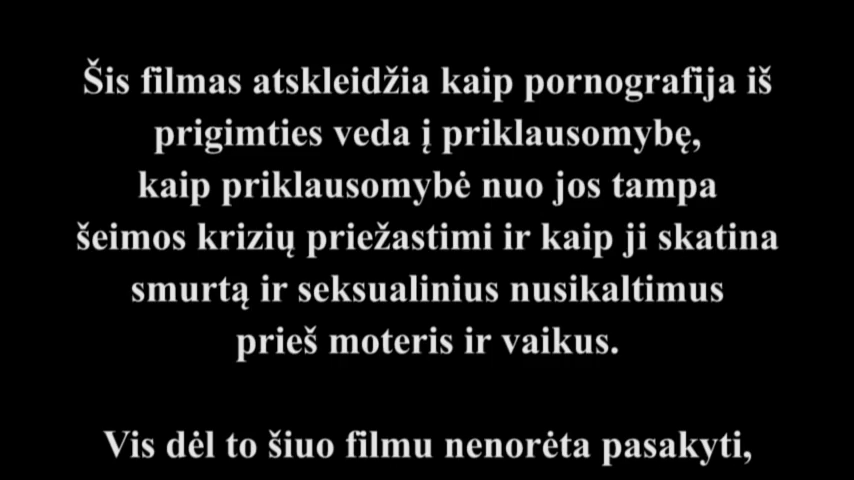 Šis filmas atskleidžia kaip pornografija iš
prigimties veda į priklausomybę,
kaip priklausomybė nuo jos tampa
šeimos krizių priežastimi ir kaip ji skatina
smurtą ir seksualinius nusikaltimus
prieš moteris ir vaikus.
Vis dėl to šiuo filmu nenorėta pasakyti,